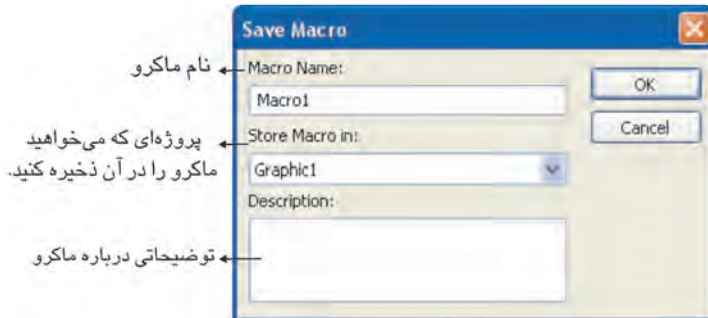 Save Macro
نام ماکرو
Macro Name:
OK
Macro1
Cancel
پروژه‌ای که می‌خواهید
ماکرو را در آن ذخیره کنید.
Store Macro in:
Graphic1
Description:
توضیحاتی درباره ماکرو